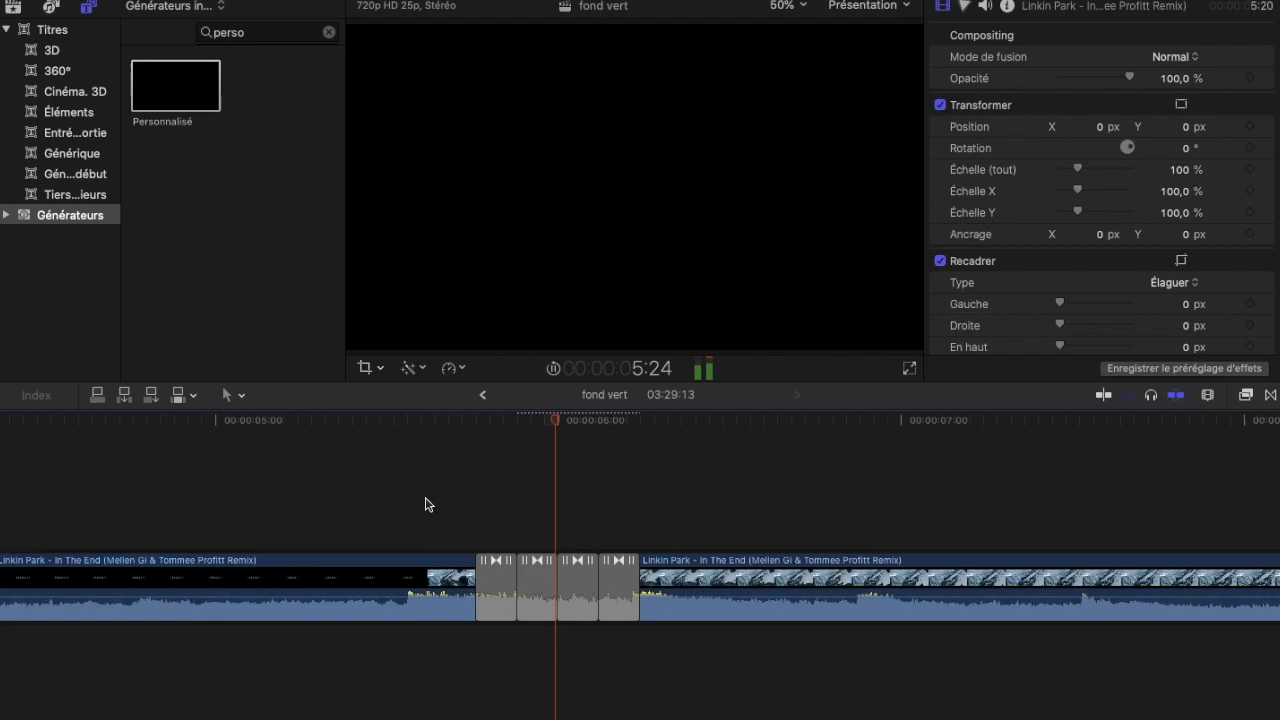 Générateurs in...
720p HD 25p, Stéréo
fond vert
50%
Présentation
Linkin Park - In...ee Profitt Remix)
00:00:05:20
Titres
3D
360°
Cinéma. 3D
Éléments
Entré...ortie
Générique
Gén...début
Tiers...ieurs
Générateurs
perso
Personnalisé
Compositing
Mode de fusion
Normal
Opacité
100,0 %
Transformer
Position
X
0 px
Y
0 px
Rotation
0 °
Échelle (tout)
100 %
Échelle X
100,0 %
Échelle Y
100,0 %
Ancrage
X
0 px
Y
0 px
Recadrer
Type
Élaguer
Gauche
0 px
Droite
0 px
En haut
0 px
Enregistrer le préréglage d'effets
00:00:00:5:24
Index
fond vert
03:29:13
00:00:05:00
00:00:06:00
00:00:07:00
Linkin Park - In The End (Mellen Gi & Tommee Profitt Remix)
Linkin Park - In The End (Mellen Gi & Tommee Profitt Remix)